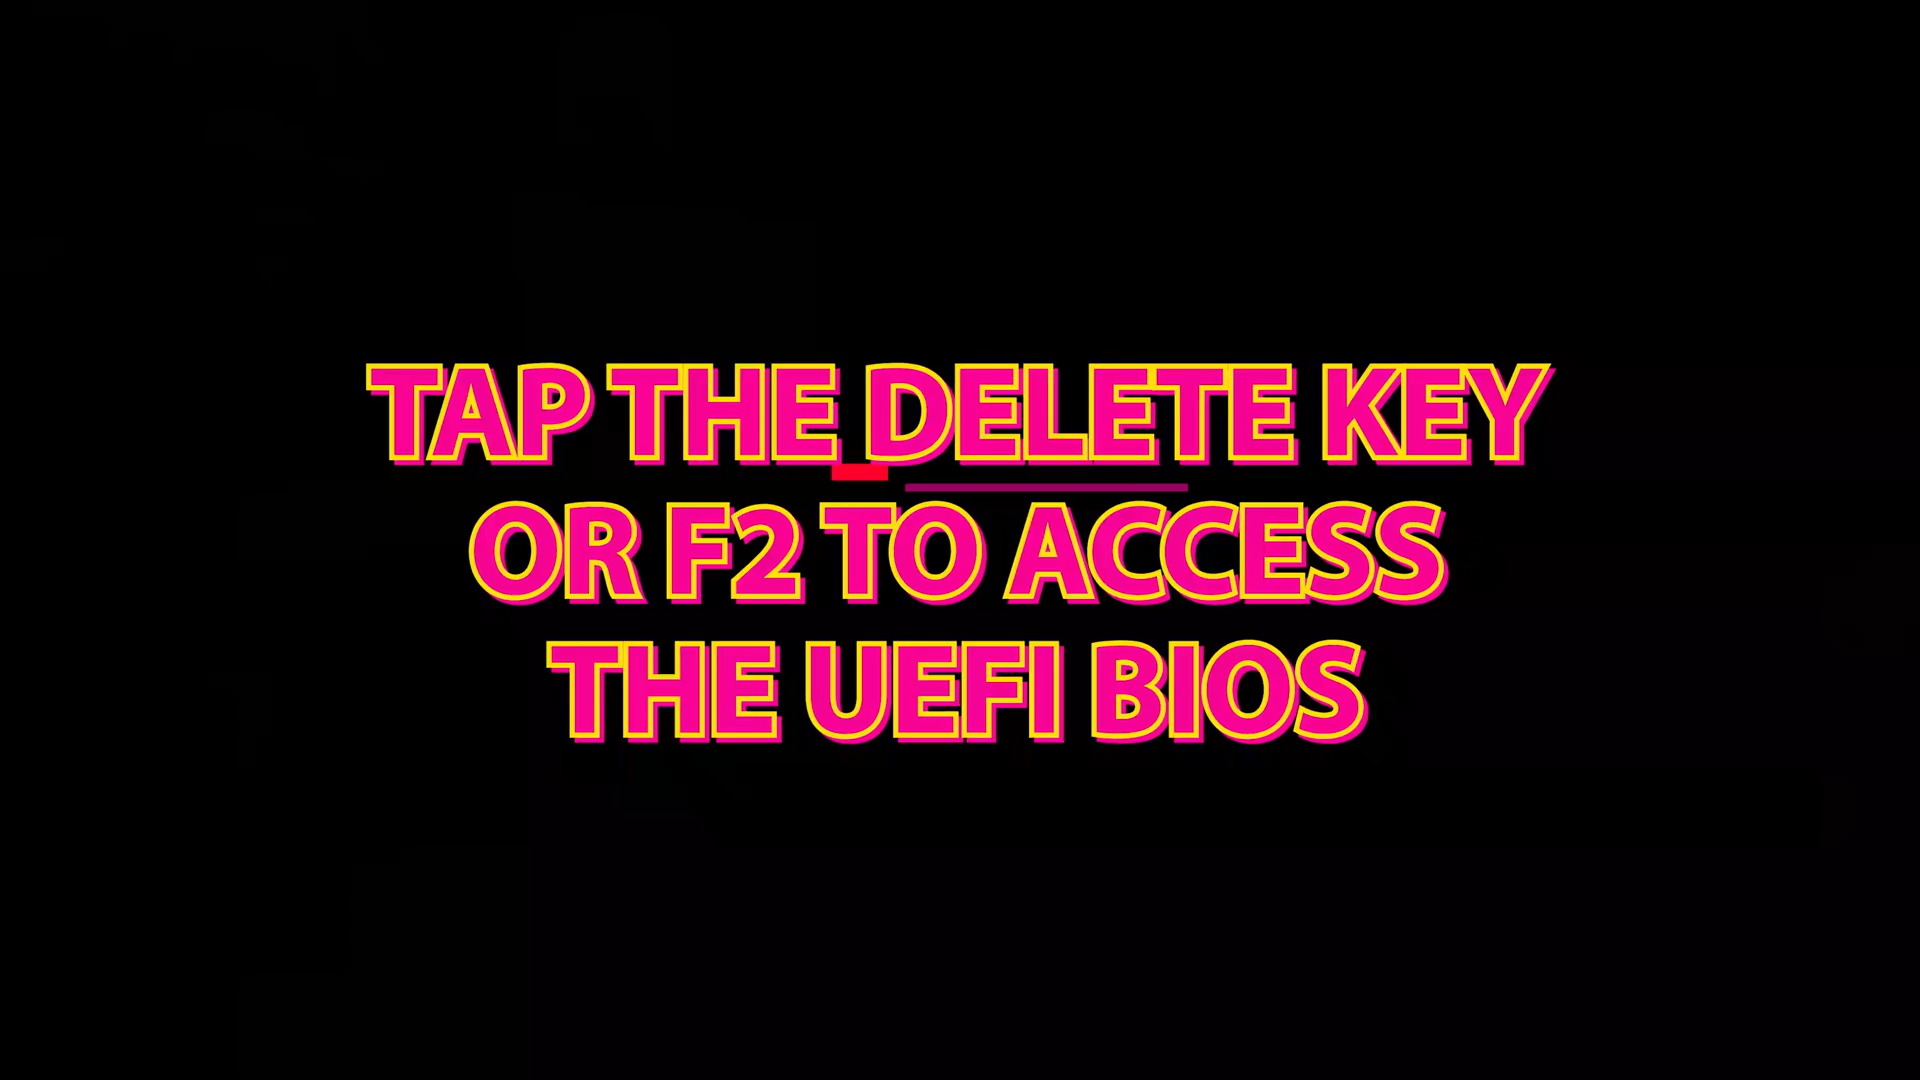 TAP THE DELETE KEY
OR F2 TO ACCESS
THE UEFI BIOS